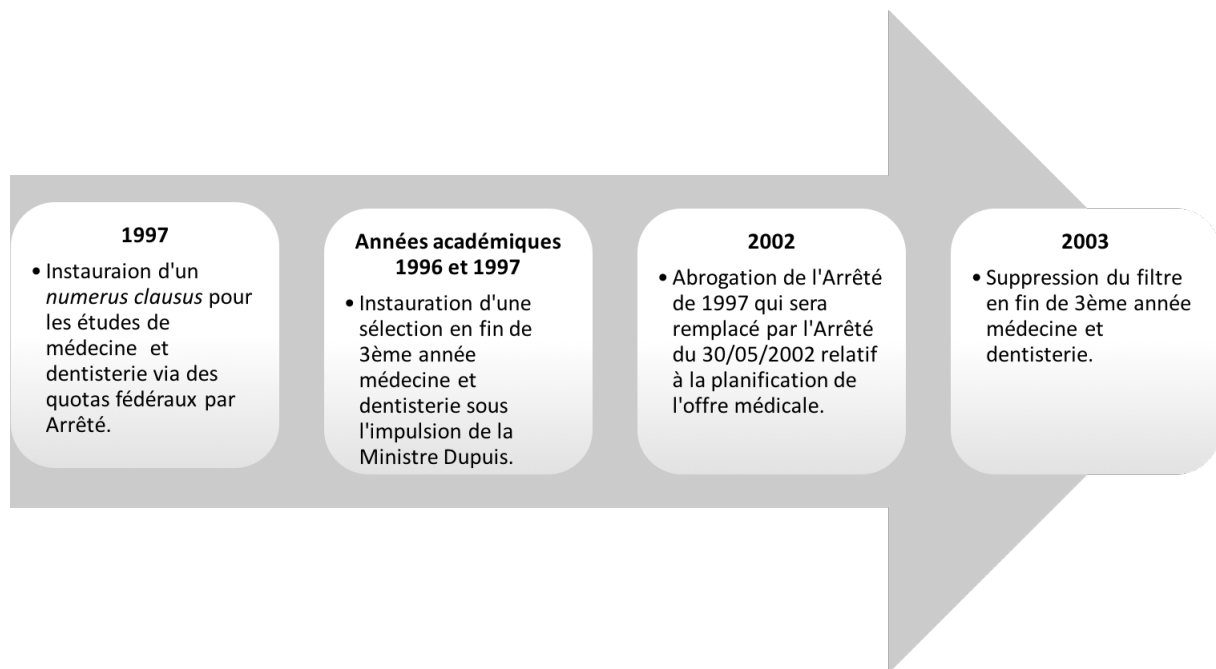 1997
• Instauraion d'un
numerus clausus pour
les études de
médecine et
dentisterie via des
quotas fédéraux par
Arrêté.
Années académiques
1996 et 1997
• Instauration d'une
sélection en fin de
3ème année
médecine et
dentisterie sous
l'impulsion de la
Ministre Dupuis.
2002
• Abrogation de l'Arrêté
de 1997 qui sera
remplacé par l'Arrêté
du 30/05/2002 relatif
à la planification de
l'offre médicale.
2003
• Suppression du filtre
en fin de 3ème année
médecine et
dentisterie.